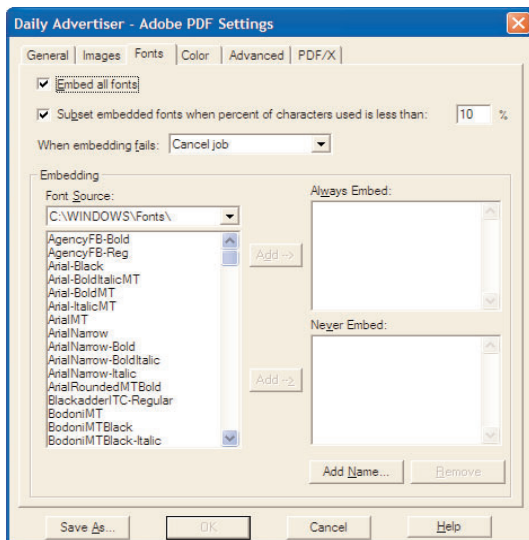 Daily Advertiser - Adobe PDF Settings
General Images Fonts Color Advanced PDF/X
Embed all fonts
Subset embedded fonts when percent of characters used is less than: 10 %
When embedding fails: Cancel job
Embedding
Font Source:
Always Embed:
C:\WINDOWS\Fonts\
AgencyFB-Bold
AgencyFB-Reg
Arial-Black
Arial-BoldItalicMT
Arial-BoldMT
Arial-ItalicMT
ArialMT
ArialNarrow
ArialNarrow-Bold
ArialNarrow-BoldItalic
ArialNarrow-Italic
ArialRoundedMTBold
BlackadderITC-Regular
BodoniMT
BodoniMTBlack
BodoniMTBlack-Italic
Add ->
Never Embed:
Add ->
Add Name... Remove
Save As... OK Cancel Help